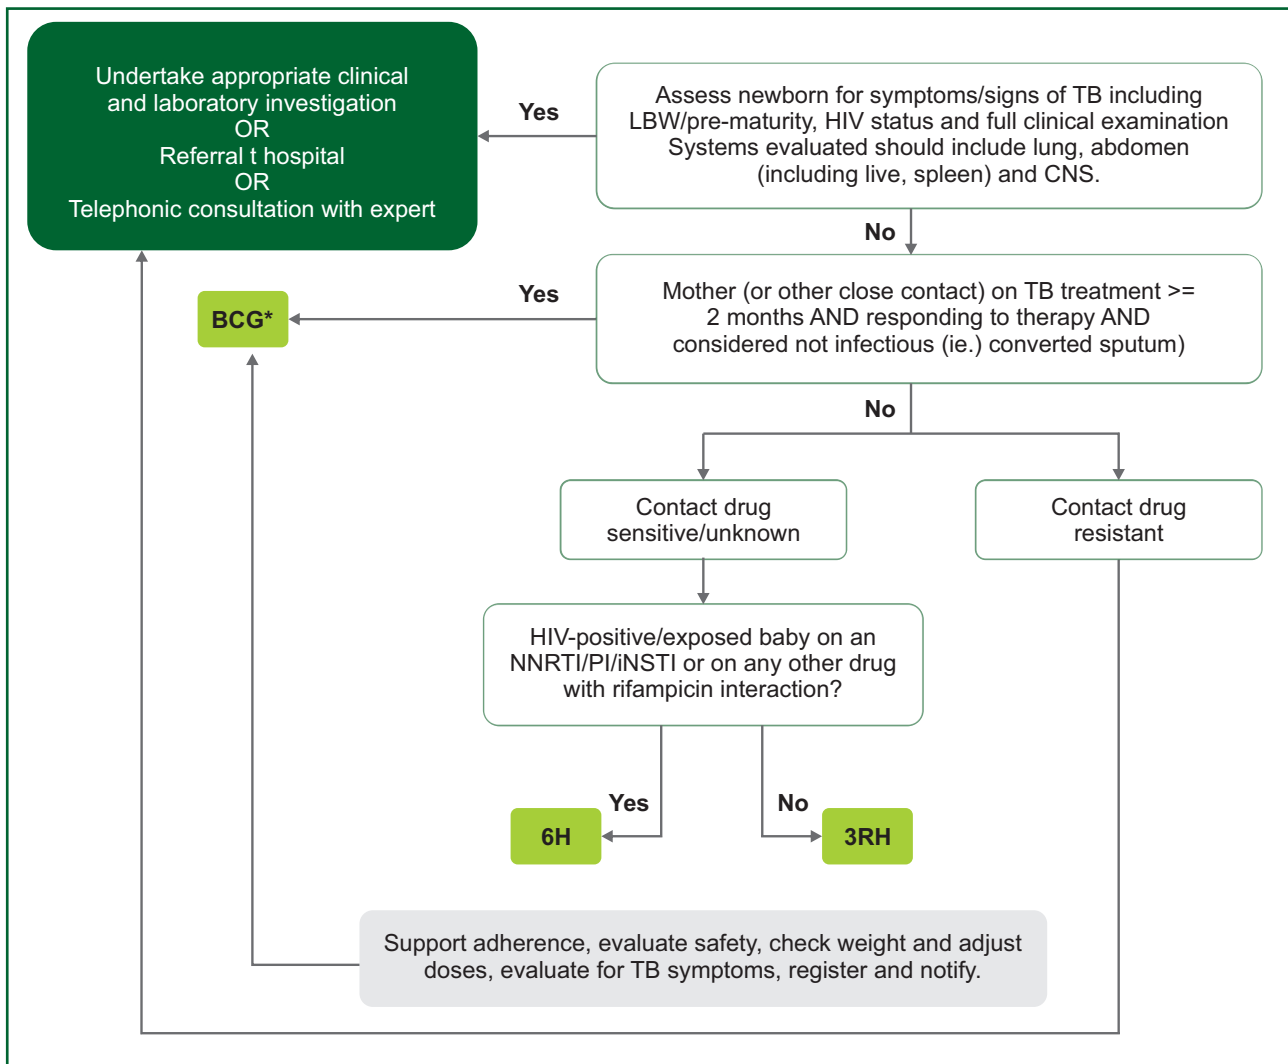 Undertake appropriate clinical
and laboratory investigation
OR
Referral t hospital
OR
Telephonic consultation with expert
Yes
Assess newborn for symptoms/signs of TB including
LBW/pre-maturity, HIV status and full clinical examination
Systems evaluated should include lung, abdomen
(including live, spleen) and CNS.
No
BCG*
Yes
Mother (or other close contact) on TB treatment >=
2 months AND responding to therapy AND
considered not infectious (ie.) converted sputum)
No
Contact drug
sensitive/unknown
Contact drug
resistant
HIV-positive/exposed baby on an
NNRTI/PI/iNSTI or on any other drug
with rifampicin interaction?
Yes
No
6H
3RH
Support adherence, evaluate safety, check weight and adjust
doses, evaluate for TB symptoms, register and notify.